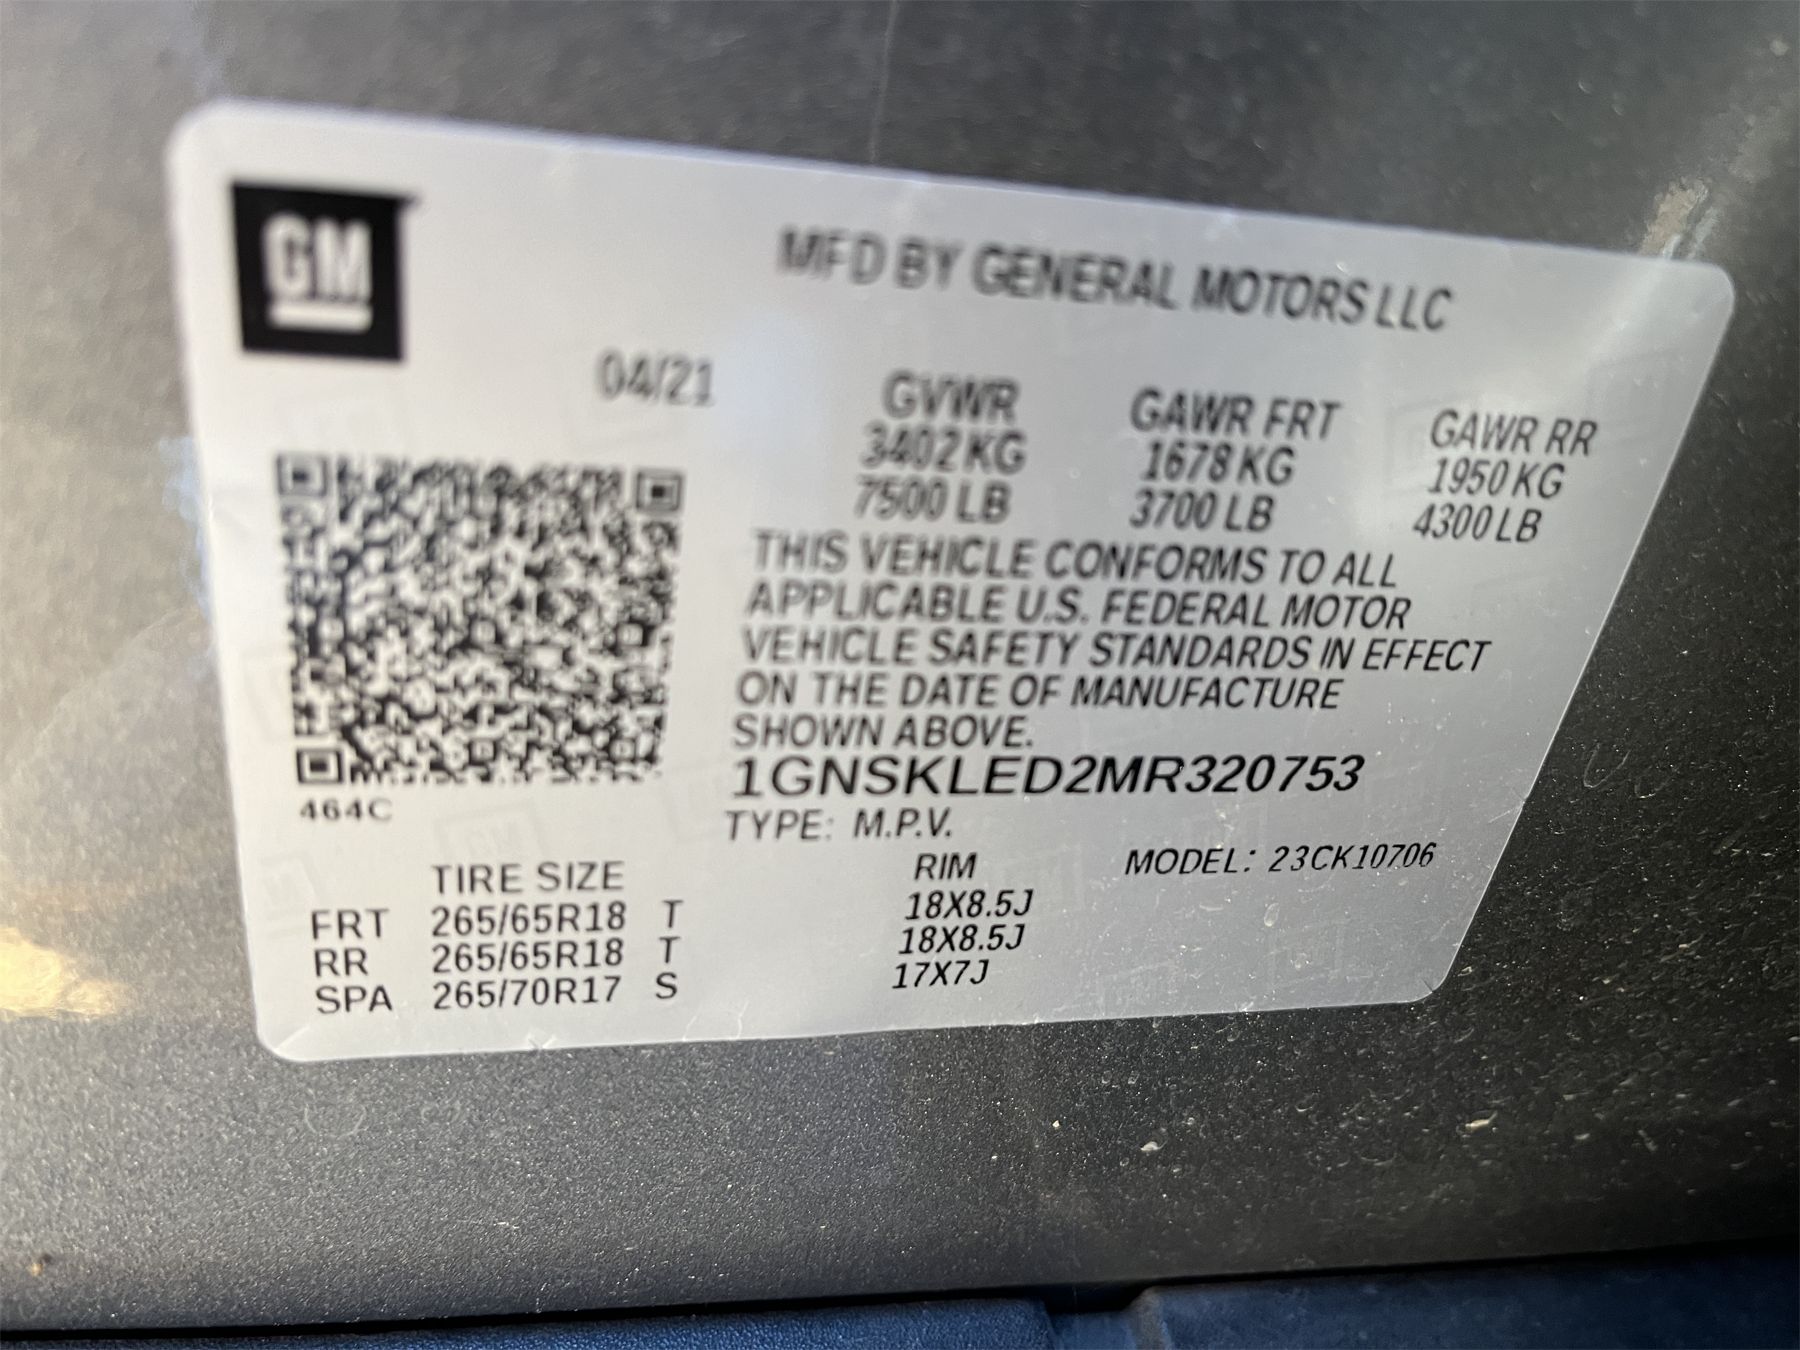 GM
MFD BY GENERAL MOTORS LLC
04/21
GVWR GAWR FRT GAWR RR
3402 KG 1678 KG 1950 KG
7500 LB 3700 LB 4300 LB
THIS VEHICLE CONFORMS TO ALL
APPLICABLE U.S. FEDERAL MOTOR
VEHICLE SAFETY STANDARDS IN EFFECT
ON THE DATE OF MANUFACTURE
SHOWN ABOVE.
1GNSKLED2MR320753
464C
TYPE: M.P.V.
MODEL: 23CK10706
TIRE SIZE RIM
FRT 265/65R18 T 18X8.5J
RR 265/65R18 T 18X8.5J
SPA 265/70R17 S 17X7J